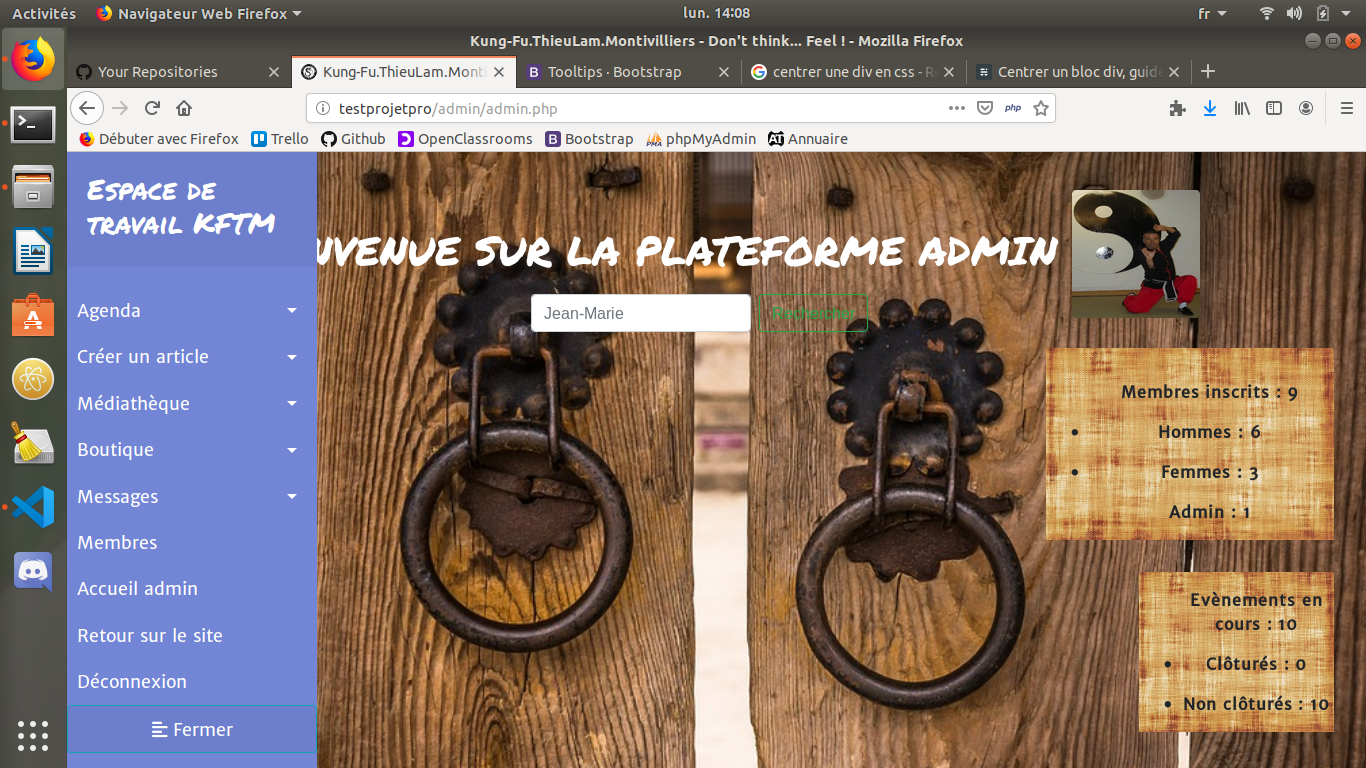 Activités
Navigateur Web Firefox
lun. 14:08
fr
Kung-Fu.ThieuLam.Montivilliers - Don't think... Feel ! - Mozilla Firefox
Your Repositories
Kung-Fu.ThieuLam.Monti
Tooltips · Bootstrap
centrer une div en css - R
Centrer un bloc div, guide
testprojetpro/admin/admin.php
php
Débuter avec Firefox
Trello
Github
OpenClassrooms
Bootstrap
phpMyAdmin
Annuaire
Espace de
travail KFTM
NVENUE SUR LA PLATEFORME ADMIN
Jean-Marie
Rechercher
Agenda
Créer un article
Médiathèque
Boutique
Messages
Membres
Accueil admin
Retour sur le site
Déconnexion
Fermer
Membres inscrits : 9
Hommes : 6
Femmes : 3
Admin : 1
Evènements en
cours : 10
Clôturés : 0
Non clôturés : 10